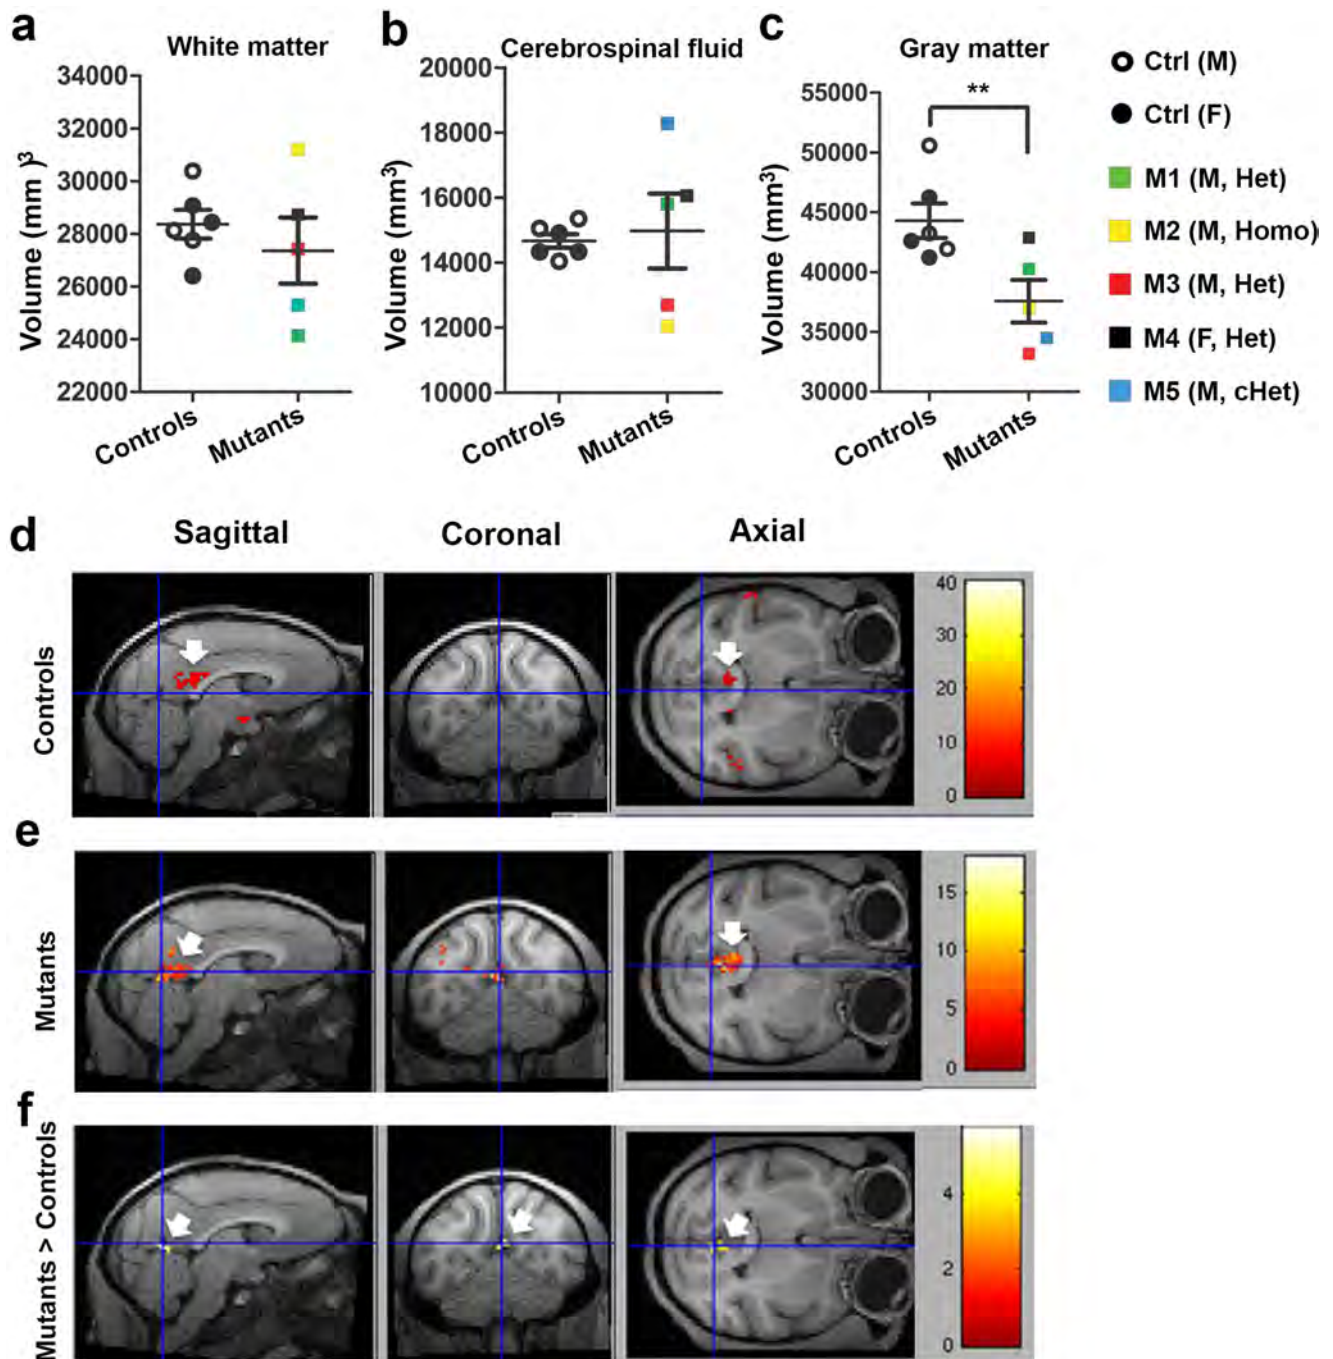 a
White matter
34000
32000
30000
28000
26000
24000
22000
Volume (mm )3
Controls
Mutants
b
Cerebrospinal fluid
20000
18000
16000
14000
12000
10000
Volume (mm3)
Controls
Mutants
c
Gray matter
**
55000
50000
45000
40000
35000
30000
Volume (mm3)
Controls
Mutants
Ctrl (M)
Ctrl (F)
M1 (M, Het)
M2 (M, Homo)
M3 (M, Het)
M4 (F, Het)
M5 (M, cHet)
d
Sagittal
Coronal
Axial
Controls
40
30
20
10
0
e
Mutants
15
10
5
0
f
Mutants > Controls
4
2
0